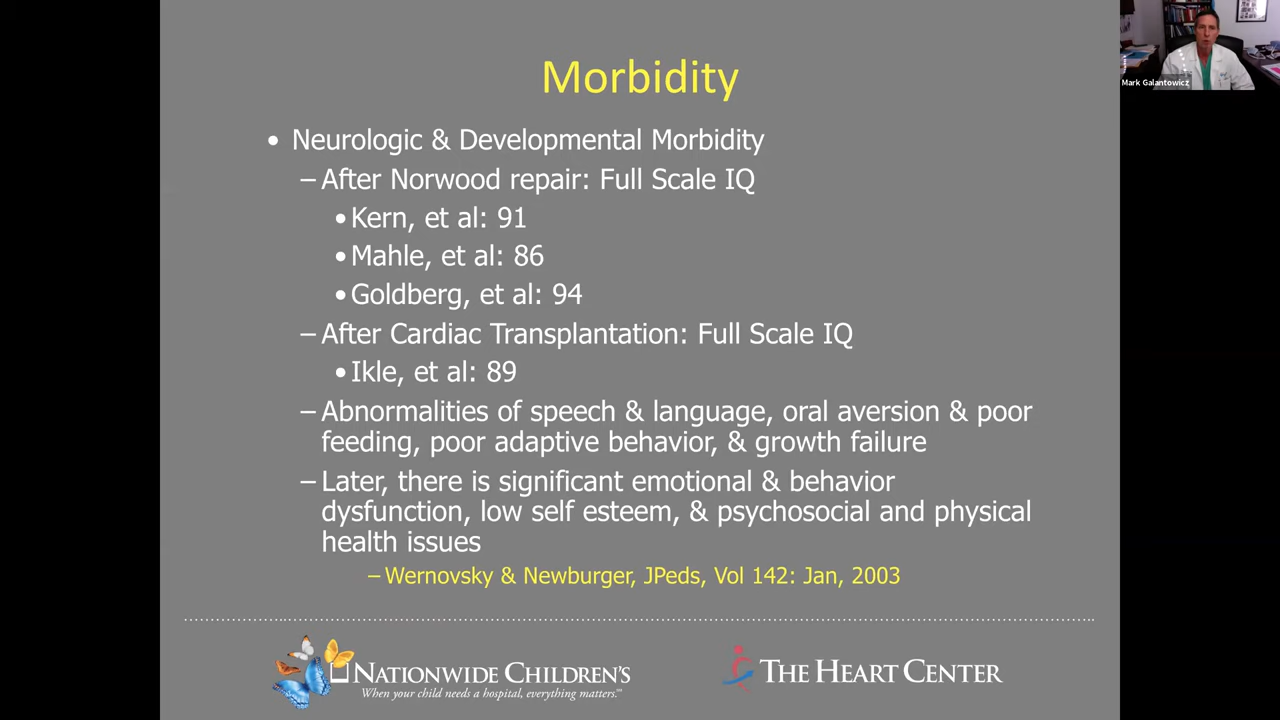 Morbidity
Mark Galantowicz
• Neurologic & Developmental Morbidity
– After Norwood repair: Full Scale IQ
• Kern, et al: 91
• Mahle, et al: 86
• Goldberg, et al: 94
– After Cardiac Transplantation: Full Scale IQ
• Ikle, et al: 89
– Abnormalities of speech & language, oral aversion & poor
feeding, poor adaptive behavior, & growth failure
– Later, there is significant emotional & behavior
dysfunction, low self esteem, & psychosocial and physical
health issues
– Wernovsky & Newburger, JPeds, Vol 142: Jan, 2003
NATIONWIDE CHILDREN'S
When your child needs a hospital, everything matters.℠
THE HEART CENTER